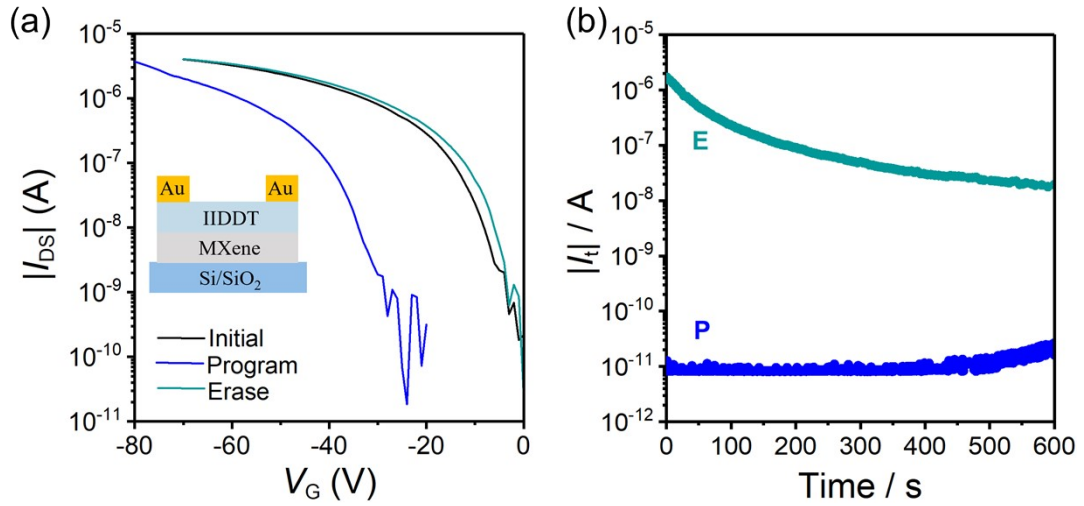 (a)
10⁻⁵
10⁻⁶
10⁻⁷
10⁻⁸
10⁻⁹
10⁻¹⁰
10⁻¹¹
|I_DS| (A)
Au Au
IIDDT
MXene
Si/SiO₂
Initial
Program
Erase
-80 -60 -40 -20 0
V_G (V)
(b)
10⁻⁵
10⁻⁶
10⁻⁷
10⁻⁸
10⁻⁹
10⁻¹⁰
10⁻¹¹
10⁻¹²
|I_t| / A
E
P
0 100 200 300 400 500 600
Time / s